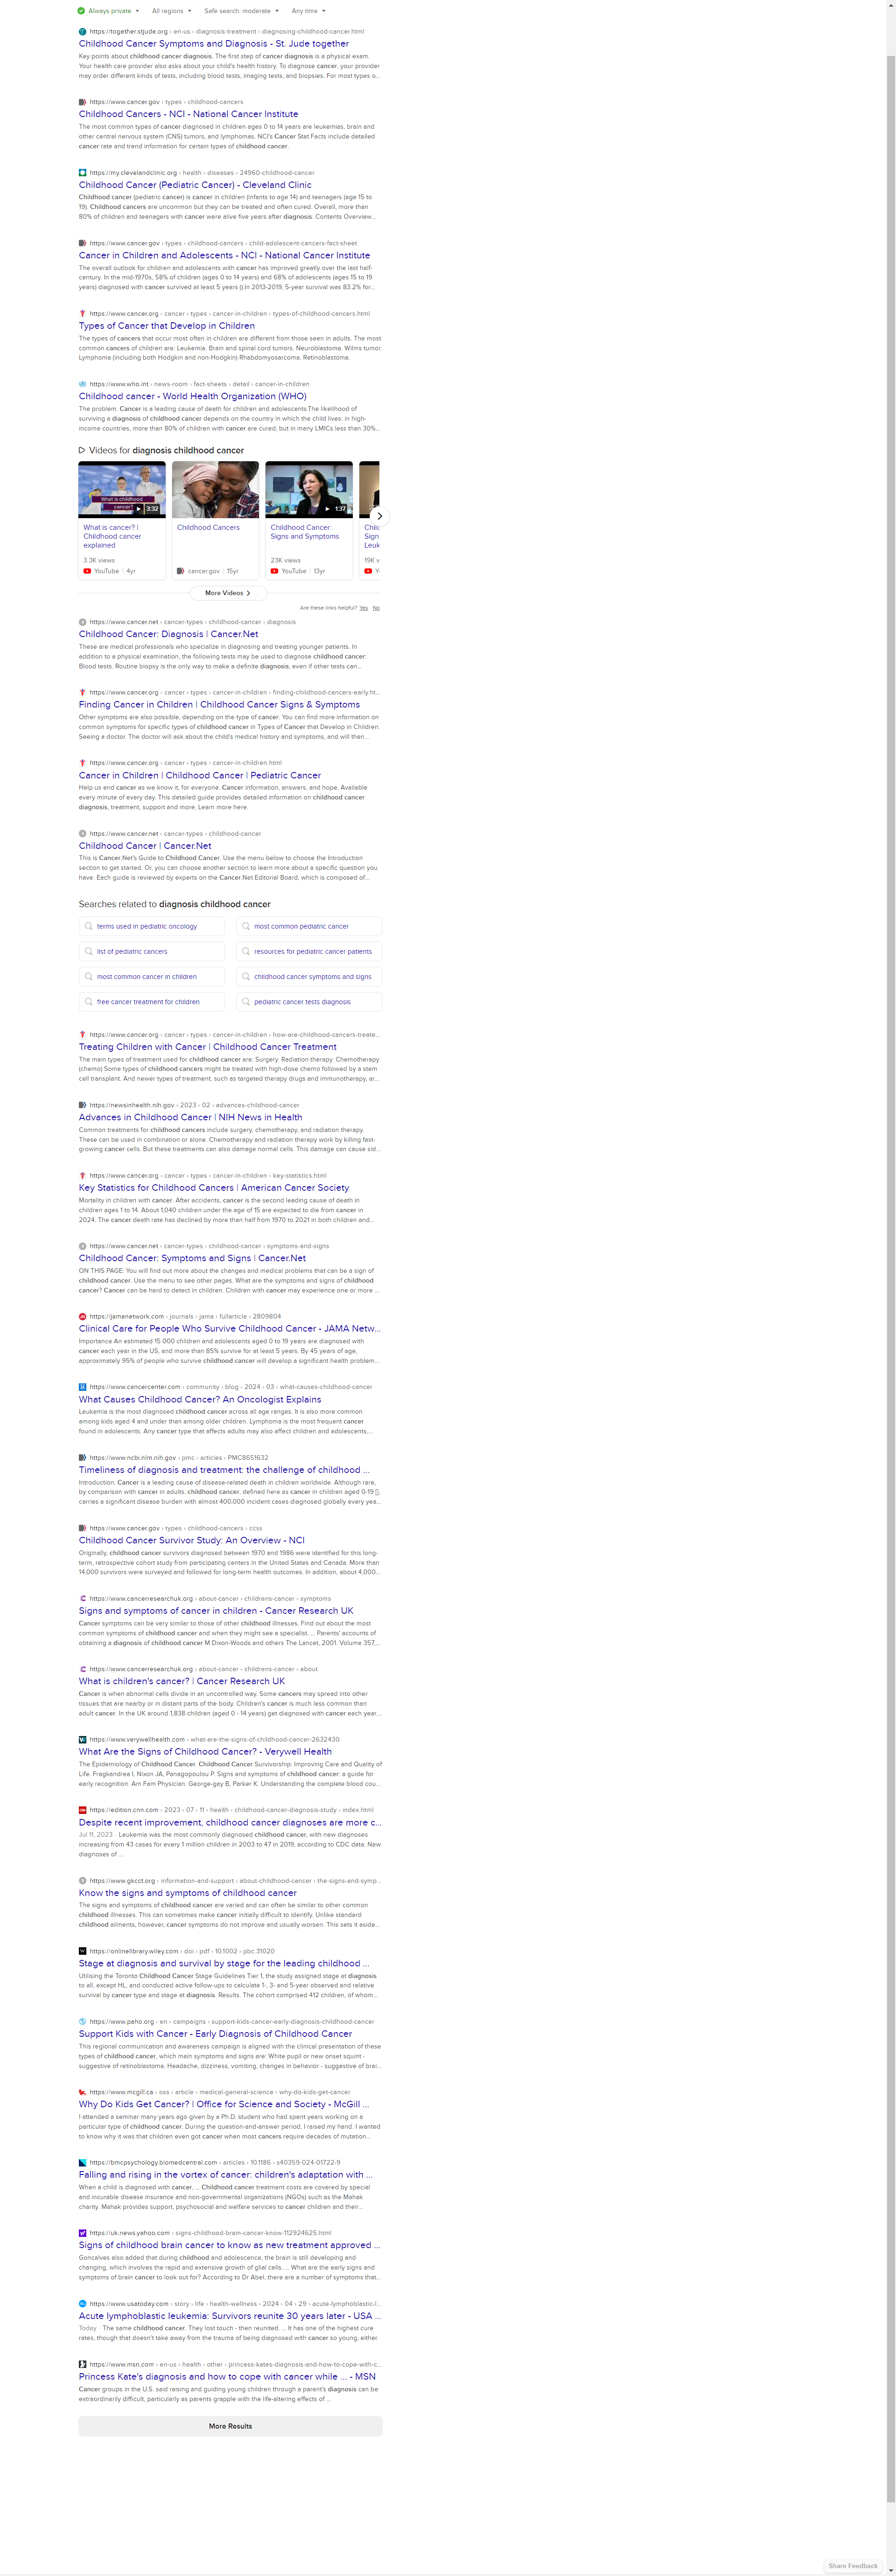 Always private
All regions
Safe search: moderate
Any time
https://together.stjude.org › en-us › diagnosis-treatment › diagnosing-childhood-cancer.html
Childhood Cancer Symptoms and Diagnosis - St. Jude together
Key points about childhood cancer diagnosis. The first step of cancer diagnosis is a physical exam.
Your health care provider also asks about your child's health history. To diagnose cancer, your provider
may order different kinds of tests, including blood tests, imaging tests, and biopsies. For most types o...
https://www.cancer.gov › types › childhood-cancers
Childhood Cancers - NCI - National Cancer Institute
The most common types of cancer diagnosed in children ages 0 to 14 years are leukemias, brain and
other central nervous system (CNS) tumors, and lymphomas. NCI's Cancer Stat Facts include detailed
cancer rate and trend information for certain types of childhood cancer.
https://my.clevelandclinic.org › health › diseases › 24960-childhood-cancer
Childhood Cancer (Pediatric Cancer) - Cleveland Clinic
Childhood cancer (pediatric cancer) is cancer in children (infants to age 14) and teenagers (age 15 to
19). Childhood cancers are uncommon but they can be treated and often cured. Overall, more than
80% of children and teenagers with cancer were alive five years after diagnosis. Contents Overview...
https://www.cancer.gov › types › childhood-cancers › child-adolescent-cancers-fact-sheet
Cancer in Children and Adolescents - NCI - National Cancer Institute
The overall outlook for children and adolescents with cancer has improved greatly over the last half-
century. In the mid-1970s, 58% of children (ages 0 to 14 years) and 68% of adolescents (ages 15 to 19
years) diagnosed with cancer survived at least 5 years ().In 2013-2019, 5-year survival was 83.2% for...
https://www.cancer.org › cancer › types › cancer-in-children › types-of-childhood-cancers.html
Types of Cancer that Develop in Children
The types of cancers that occur most often in children are different from those seen in adults. The most
common cancers of children are: Leukemia. Brain and spinal cord tumors. Neuroblastoma. Wilms tumor.
Lymphoma (including both Hodgkin and non-Hodgkin) Rhabdomyosarcoma. Retinoblastoma.
https://www.who.int › news-room › fact-sheets › detail › cancer-in-children
Childhood cancer - World Health Organization (WHO)
The problem. Cancer is a leading cause of death for children and adolescents.The likelihood of
surviving a diagnosis of childhood cancer depends on the country in which the child lives: in high-
income countries, more than 80% of children with cancer are cured, but in many LMICs less than 30%...
Videos for diagnosis childhood cancer
What is childhood
cancer?
3:32
1:37
What is cancer? |
Childhood cancer
explained
3.3K views
YouTube | 4yr
Childhood Cancers
cancer.gov | 15yr
Childhood Cancer:
Signs and Symptoms
23K views
YouTube | 13yr
Chil
Sign
Leuk
19K v
Y
More Videos
Are these links helpful? Yes No
https://www.cancer.net › cancer-types › childhood-cancer › diagnosis
Childhood Cancer: Diagnosis | Cancer.Net
These are medical professionals who specialize in diagnosing and treating younger patients. In
addition to a physical examination, the following tests may be used to diagnose childhood cancer:
Blood tests. Routine biopsy is the only way to make a definite diagnosis, even if other tests can...
https://www.cancer.org › cancer › types › cancer-in-children › finding-childhood-cancers-early.ht...
Finding Cancer in Children | Childhood Cancer Signs & Symptoms
Other symptoms are also possible, depending on the type of cancer. You can find more information on
common symptoms for specific types of childhood cancer in Types of Cancer that Develop in Children.
Seeing a doctor. The doctor will ask about the child's medical history and symptoms, and will then...
https://www.cancer.org › cancer › types › cancer-in-children.html
Cancer in Children | Childhood Cancer | Pediatric Cancer
Help us end cancer as we know it, for everyone. Cancer information, answers, and hope. Available
every minute of every day. This detailed guide provides detailed information on childhood cancer
diagnosis, treatment, support and more. Learn more here.
https://www.cancer.net › cancer-types › childhood-cancer
Childhood Cancer | Cancer.Net
This is Cancer.Net's Guide to Childhood Cancer. Use the menu below to choose the Introduction
section to get started. Or, you can choose another section to learn more about a specific question you
have. Each guide is reviewed by experts on the Cancer.Net Editorial Board, which is composed of...
Searches related to diagnosis childhood cancer
terms used in pediatric oncology
most common pediatric cancer
list of pediatric cancers
resources for pediatric cancer patients
most common cancer in children
childhood cancer symptoms and signs
free cancer treatment for children
pediatric cancer tests diagnosis
https://www.cancer.org › cancer › types › cancer-in-children › how-are-childhood-cancers-treate...
Treating Children with Cancer | Childhood Cancer Treatment
The main types of treatment used for childhood cancer are: Surgery. Radiation therapy. Chemotherapy
(chemo) Some types of childhood cancers might be treated with high-dose chemo followed by a stem
cell transplant. And newer types of treatment, such as targeted therapy drugs and immunotherapy, ar...
https://newsinhealth.nih.gov › 2023 › 02 › advances-childhood-cancer
Advances in Childhood Cancer | NIH News in Health
Common treatments for childhood cancers include surgery, chemotherapy, and radiation therapy.
These can be used in combination or alone. Chemotherapy and radiation therapy work by killing fast-
growing cancer cells. But these treatments can also damage normal cells. This damage can cause sid...
https://www.cancer.org › cancer › types › cancer-in-children › key-statistics.html
Key Statistics for Childhood Cancers | American Cancer Society
Mortality in children with cancer. After accidents, cancer is the second leading cause of death in
children ages 1 to 14. About 1,040 children under the age of 15 are expected to die from cancer in
2024. The cancer death rate has declined by more than half from 1970 to 2021 in both children and...
https://www.cancer.net › cancer-types › childhood-cancer › symptoms-and-signs
Childhood Cancer: Symptoms and Signs | Cancer.Net
ON THIS PAGE: You will find out more about the changes and medical problems that can be a sign of
childhood cancer. Use the menu to see other pages. What are the symptoms and signs of childhood
cancer? Cancer can be hard to detect in children. Children with cancer may experience one or more ...
https://jamanetwork.com › journals › jama › fullarticle › 2809804
Clinical Care for People Who Survive Childhood Cancer - JAMA Netw...
Importance An estimated 15 000 children and adolescents aged 0 to 19 years are diagnosed with
cancer each year in the US, and more than 85% survive for at least 5 years. By 45 years of age,
approximately 95% of people who survive childhood cancer will develop a significant health problem...
https://www.cancercenter.com › community › blog › 2024 › 03 › what-causes-childhood-cancer
What Causes Childhood Cancer? An Oncologist Explains
Leukemia is the most diagnosed childhood cancer across all age ranges. It is also more common
among kids aged 4 and under than among older children. Lymphoma is the most frequent cancer
found in adolescents. Any cancer type that affects adults may also affect children and adolescents,...
https://www.ncbi.nlm.nih.gov › pmc › articles › PMC8651632
Timeliness of diagnosis and treatment: the challenge of childhood ...
Introduction. Cancer is a leading cause of disease-related death in children worldwide. Although rare,
by comparison with cancer in adults, childhood cancer, defined here as cancer in children aged 0-19 [],
carries a significant disease burden with almost 400,000 incident cases diagnosed globally every yea...
https://www.cancer.gov › types › childhood-cancers › ccss
Childhood Cancer Survivor Study: An Overview - NCI
Originally, childhood cancer survivors diagnosed between 1970 and 1986 were identified for this long-
term, retrospective cohort study from participating centers in the United States and Canada. More than
14,000 survivors were surveyed and followed for long-term health outcomes. In addition, about 4,000...
https://www.cancerresearchuk.org › about-cancer › childrens-cancer › symptoms
Signs and symptoms of cancer in children - Cancer Research UK
Cancer symptoms can be very similar to those of other childhood illnesses. Find out about the most
common symptoms of childhood cancer and when they might see a specialist. ... Parents' accounts of
obtaining a diagnosis of childhood cancer M Dixon-Woods and others The Lancet, 2001. Volume 357,...
https://www.cancerresearchuk.org › about-cancer › childrens-cancer › about
What is children's cancer? | Cancer Research UK
Cancer is when abnormal cells divide in an uncontrolled way. Some cancers may spread into other
tissues that are nearby or in distant parts of the body. Children's cancer is much less common than
adult cancer. In the UK around 1,838 children (aged 0 - 14 years) get diagnosed with cancer each year....
https://www.verywellhealth.com › what-are-the-signs-of-childhood-cancer-2632430
What Are the Signs of Childhood Cancer? - Verywell Health
The Epidemiology of Childhood Cancer. Childhood Cancer Survivorship: Improving Care and Quality of
Life. Fragkandrea I, Nixon JA, Panagopoulou P. Signs and symptoms of childhood cancer: a guide for
early recognition. Am Fam Physician. George-gay B, Parker K. Understanding the complete blood cou...
https://edition.cnn.com › 2023 › 07 › 11 › health › childhood-cancer-diagnosis-study › index.html
Despite recent improvement, childhood cancer diagnoses are more c...
Jul 11, 2023 Leukemia was the most commonly diagnosed childhood cancer, with new diagnoses
increasing from 43 cases for every 1 million children in 2003 to 47 in 2019, according to CDC data. New
diagnoses of ...
https://www.gkcct.org › information-and-support › about-childhood-cancer › the-signs-and-symp...
Know the signs and symptoms of childhood cancer
The signs and symptoms of childhood cancer are varied and can often be similar to other common
childhood illnesses. This can sometimes make cancer initially difficult to identify. Unlike standard
childhood ailments, however, cancer symptoms do not improve and usually worsen. This sets it aside...
https://onlinelibrary.wiley.com › doi › pdf › 10.1002 › pbc.31020
Stage at diagnosis and survival by stage for the leading childhood ...
Utilising the Toronto Childhood Cancer Stage Guidelines Tier 1, the study assigned stage at diagnosis
to all, except HL, and conducted active follow-ups to calculate 1-, 3- and 5-year observed and relative
survival by cancer type and stage at diagnosis. Results. The cohort comprised 412 children, of whom...
https://www.paho.org › en › campaigns › support-kids-cancer-early-diagnosis-childhood-cancer
Support Kids with Cancer - Early Diagnosis of Childhood Cancer
This regional communication and awareness campaign is aligned with the clinical presentation of these
types of childhood cancer, which main symptoms and signs are: White pupil or new onset squint -
suggestive of retinoblastoma. Headache, dizziness, vomiting, changes in behavior - suggestive of brai...
https://www.mcgill.ca › oss › article › medical-general-science › why-do-kids-get-cancer
Why Do Kids Get Cancer? | Office for Science and Society - McGill ...
I attended a seminar many years ago given by a Ph.D. student who had spent years working on a
particular type of childhood cancer. During the question-and-answer period, I raised my hand. I wanted
to know why it was that children even got cancer when most cancers require decades of mutation...
https://bmcpsychology.biomedcentral.com › articles › 10.1186 › s40359-024-01722-9
Falling and rising in the vortex of cancer: children's adaptation with ...
When a child is diagnosed with cancer, ... Childhood cancer treatment costs are covered by special
and incurable disease insurance and non-governmental organizations (NGOs) such as the Mahak
charity. Mahak provides support, psychosocial and welfare services to cancer children and their...
https://uk.news.yahoo.com › signs-childhood-brain-cancer-know-112924625.html
Signs of childhood brain cancer to know as new treatment approved ...
Goncalves also added that during childhood and adolescence, the brain is still developing and
changing, which involves the rapid and extensive growth of glial cells. ... What are the early signs and
symptoms of brain cancer to look out for? According to Dr Abel, there are a number of symptoms that...
https://www.usatoday.com › story › life › health-wellness › 2024 › 04 › 29 › acute-lymphoblastic-l...
Acute lymphoblastic leukemia: Survivors reunite 30 years later - USA ...
Today · The same childhood cancer. They lost touch - then reunited. ... It has one of the highest cure
rates, though that doesn't take away from the trauma of being diagnosed with cancer so young, either.
https://www.msn.com › en-us › health › other › princess-kates-diagnosis-and-how-to-cope-with-c...
Princess Kate's diagnosis and how to cope with cancer while ... - MSN
Cancer groups in the U.S. said raising and guiding young children through a parent's diagnosis can be
extraordinarily difficult, particularly as parents grapple with the life-altering effects of ...
More Results
Share Feedback